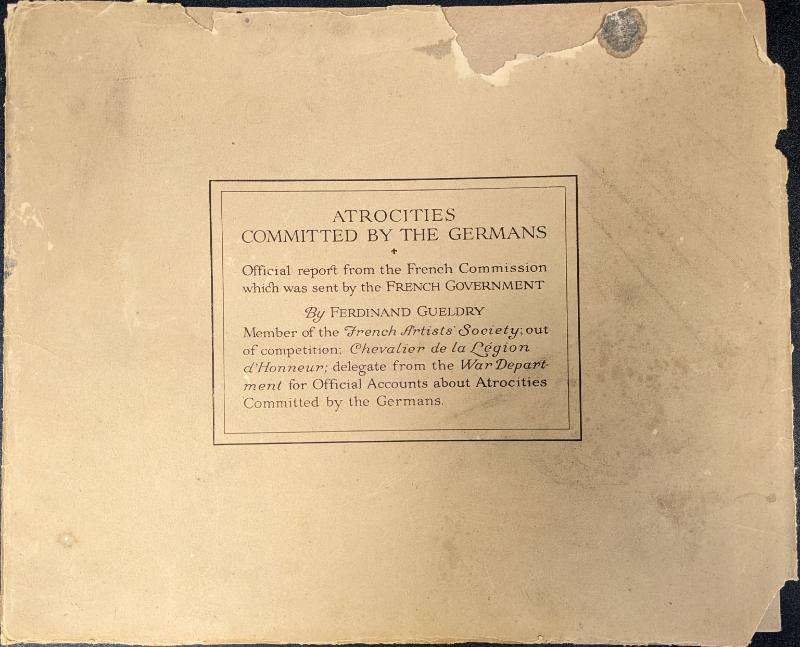 ATROCITIES
COMMITTED BY THE GERMANS
Official report from the French Commission
which was sent by the FRENCH GOVERNMENT
By FERDINAND GUELDRY
Member of the French Artists' Society; out
of competition; Chevalier de la Légion
d'Honneur; delegate from the War Depart-
ment for Official Accounts about Atrocities
Committed by the Germans.